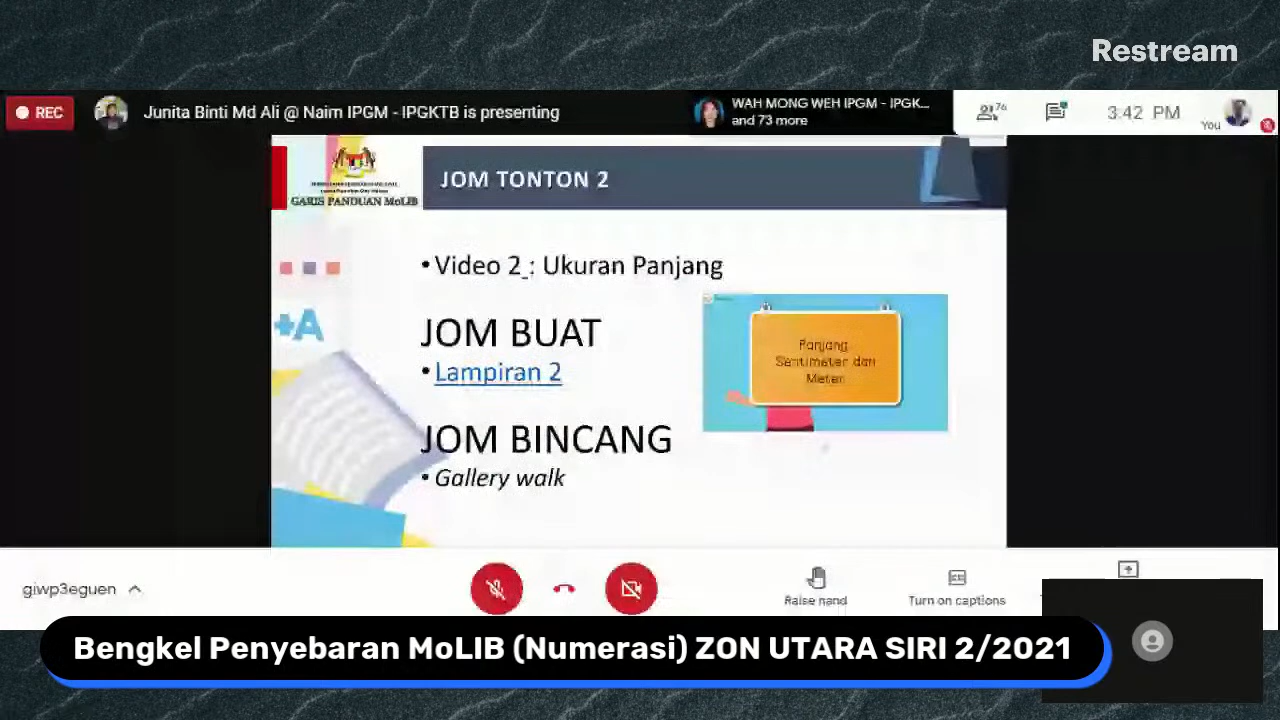 Restream
REC
Junita Binti Md Ali @ Naim IPGM - IPGKTB is presenting
WAH MONG WEH IPGM - IPGK...
and 73 more
76
3:42 PM
You
GARIS PANDUAN MoLIB
JOM TONTON 2
• Video 2 : Ukuran Panjang
+A
JOM BUAT
• Lampiran 2
Panjang
Sentimeter dan
Meter
JOM BINCANG
• Gallery walk
giwp3eguen
Raise hand
Turn on captions
Bengkel Penyebaran MoLIB (Numerasi) ZON UTARA SIRI 2/2021